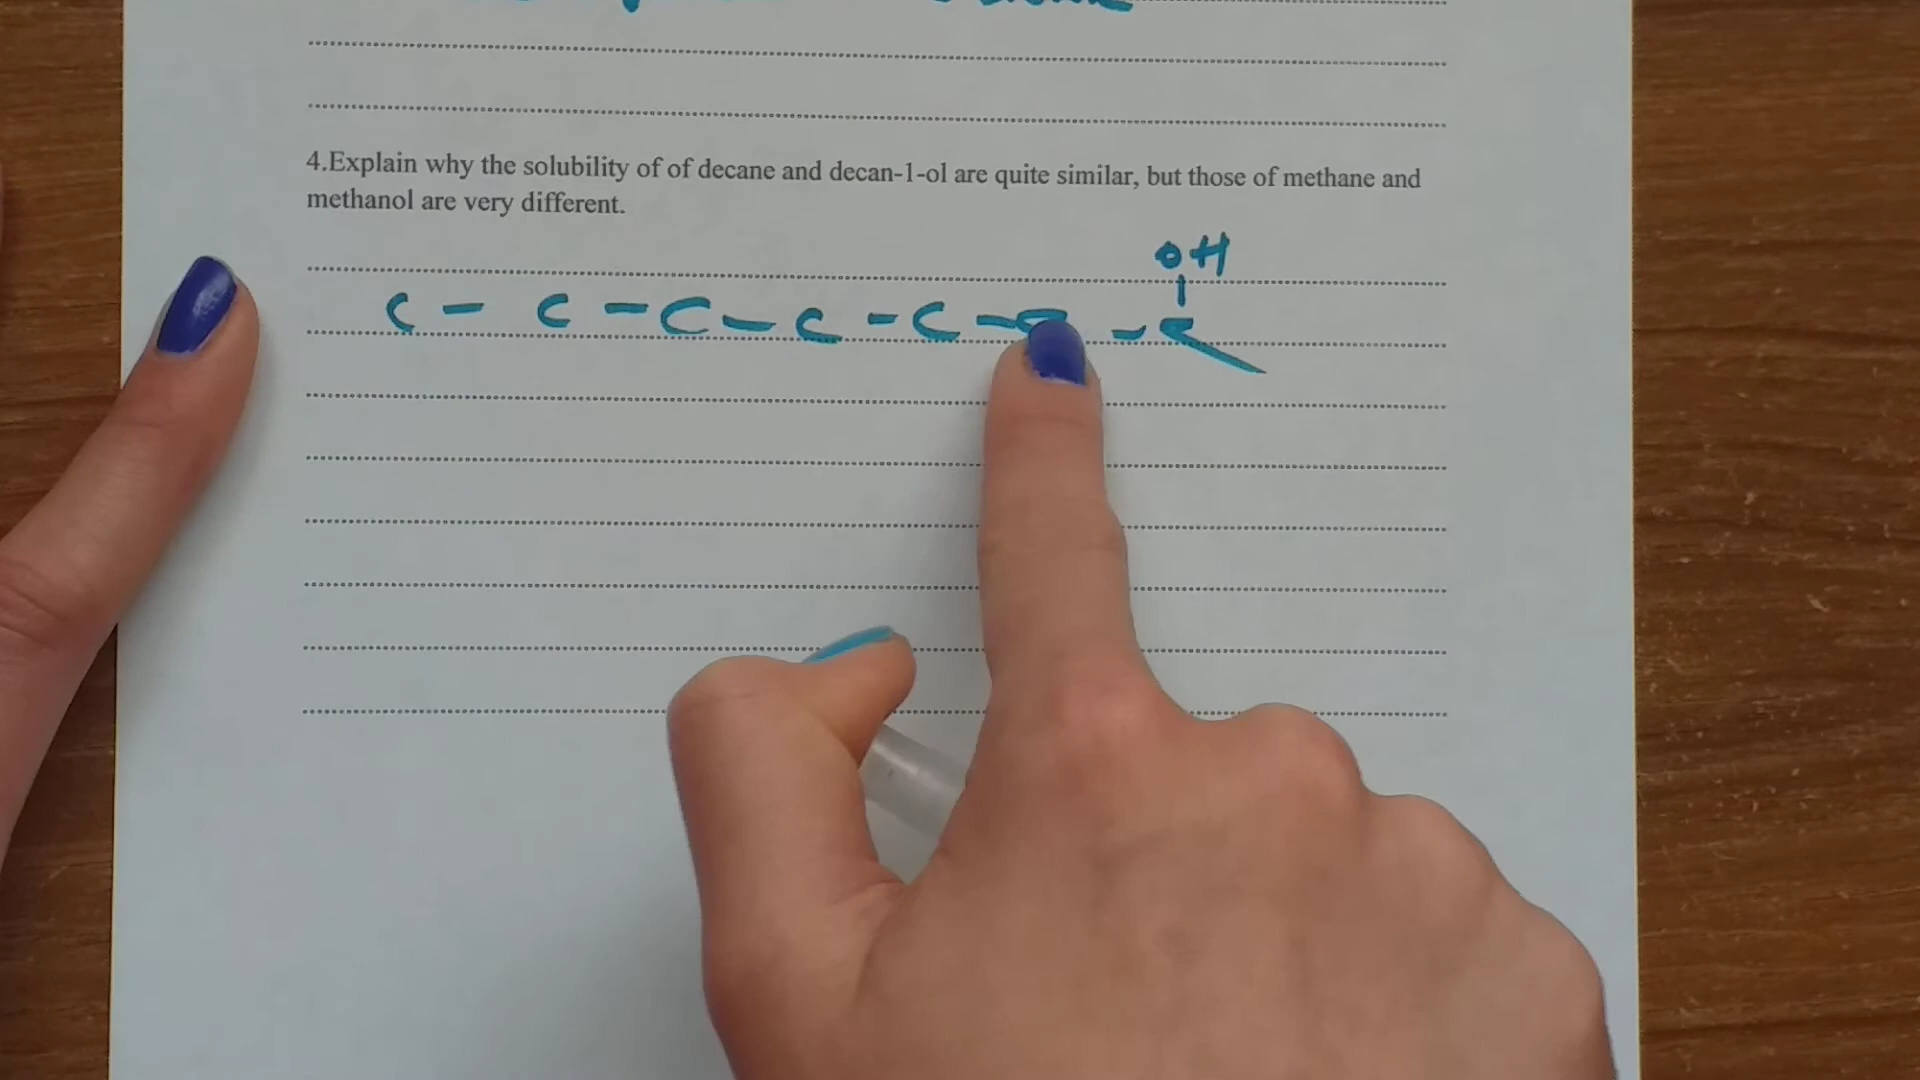 4.Explain why the solubility of of decane and decan-1-ol are quite similar, but those of methane and
methanol are very different.
OH
C - C - C - C - C - C - C